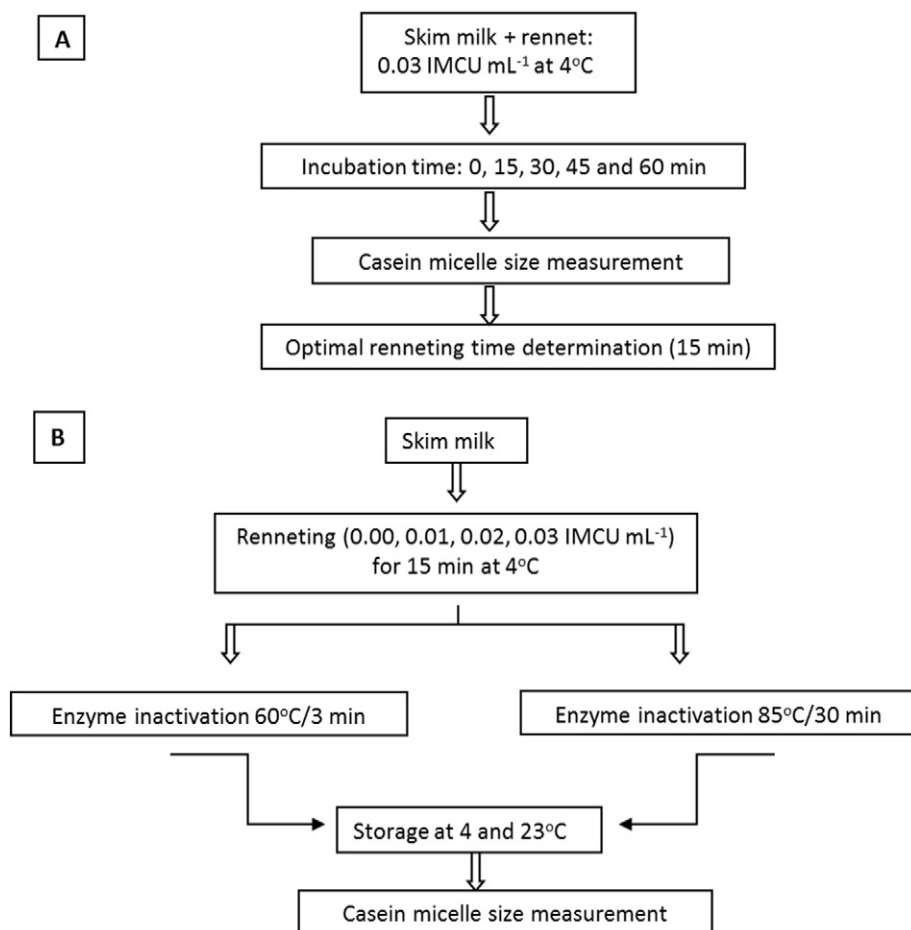 A
Skim milk + rennet:
0.03 IMCU mL⁻¹ at 4°C
Incubation time: 0, 15, 30, 45 and 60 min
Casein micelle size measurement
Optimal renneting time determination (15 min)
B
Skim milk
Renneting (0.00, 0.01, 0.02, 0.03 IMCU mL⁻¹)
for 15 min at 4°C
Enzyme inactivation 60°C/3 min
Enzyme inactivation 85°C/30 min
Storage at 4 and 23°C
Casein micelle size measurement